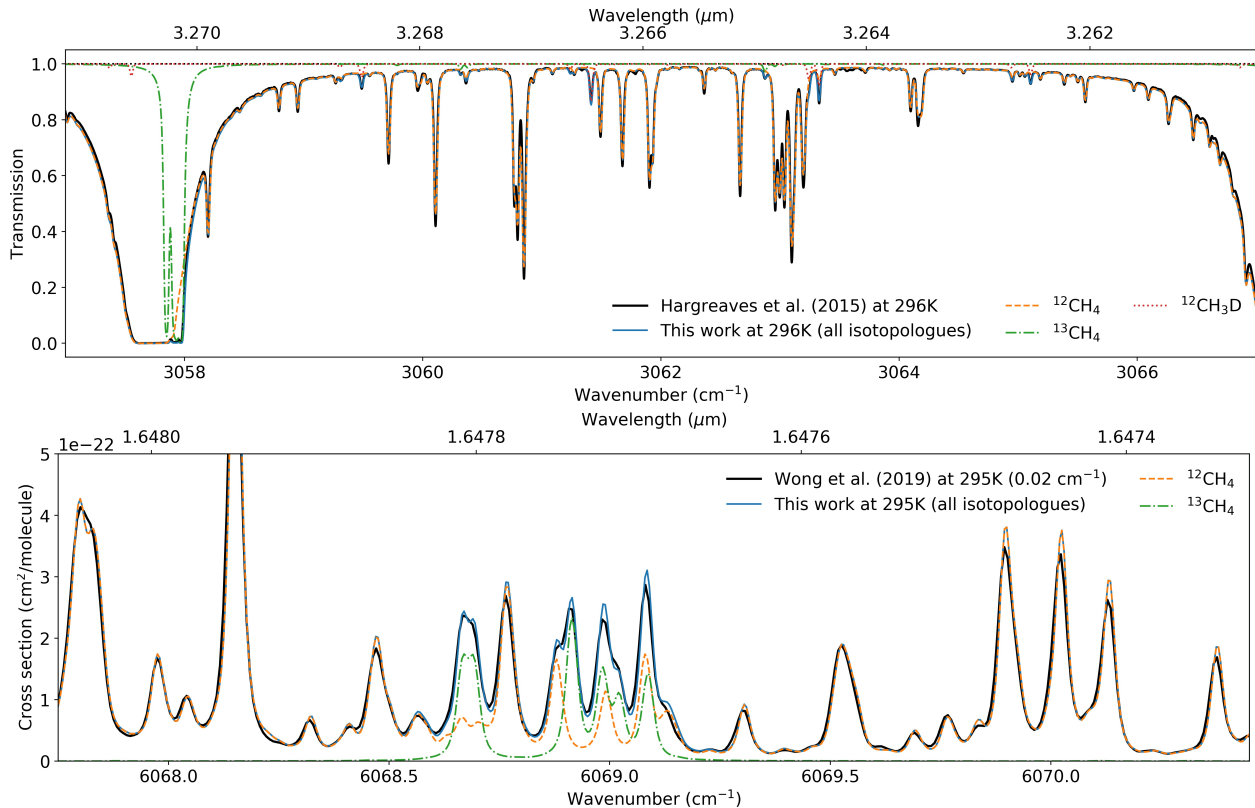 Wavelength (μm)
3.270 3.268 3.266 3.264 3.262
1.0
0.8
0.6
0.4
0.2
0.0
Transmission
Hargreaves et al. (2015) at 296K
This work at 296K (all isotopologues)
¹²CH₄
¹³CH₄
¹²CH₃D
3058 3060 3062 3064 3066
Wavenumber (cm⁻¹)
Wavelength (μm)
1e−22
1.6480 1.6478 1.6476 1.6474
5
4
3
2
1
0
Cross section (cm²/molecule)
Wong et al. (2019) at 295K (0.02 cm⁻¹)
This work at 295K (all isotopologues)
¹²CH₄
¹³CH₄
6068.0 6068.5 6069.0 6069.5 6070.0
Wavenumber (cm⁻¹)